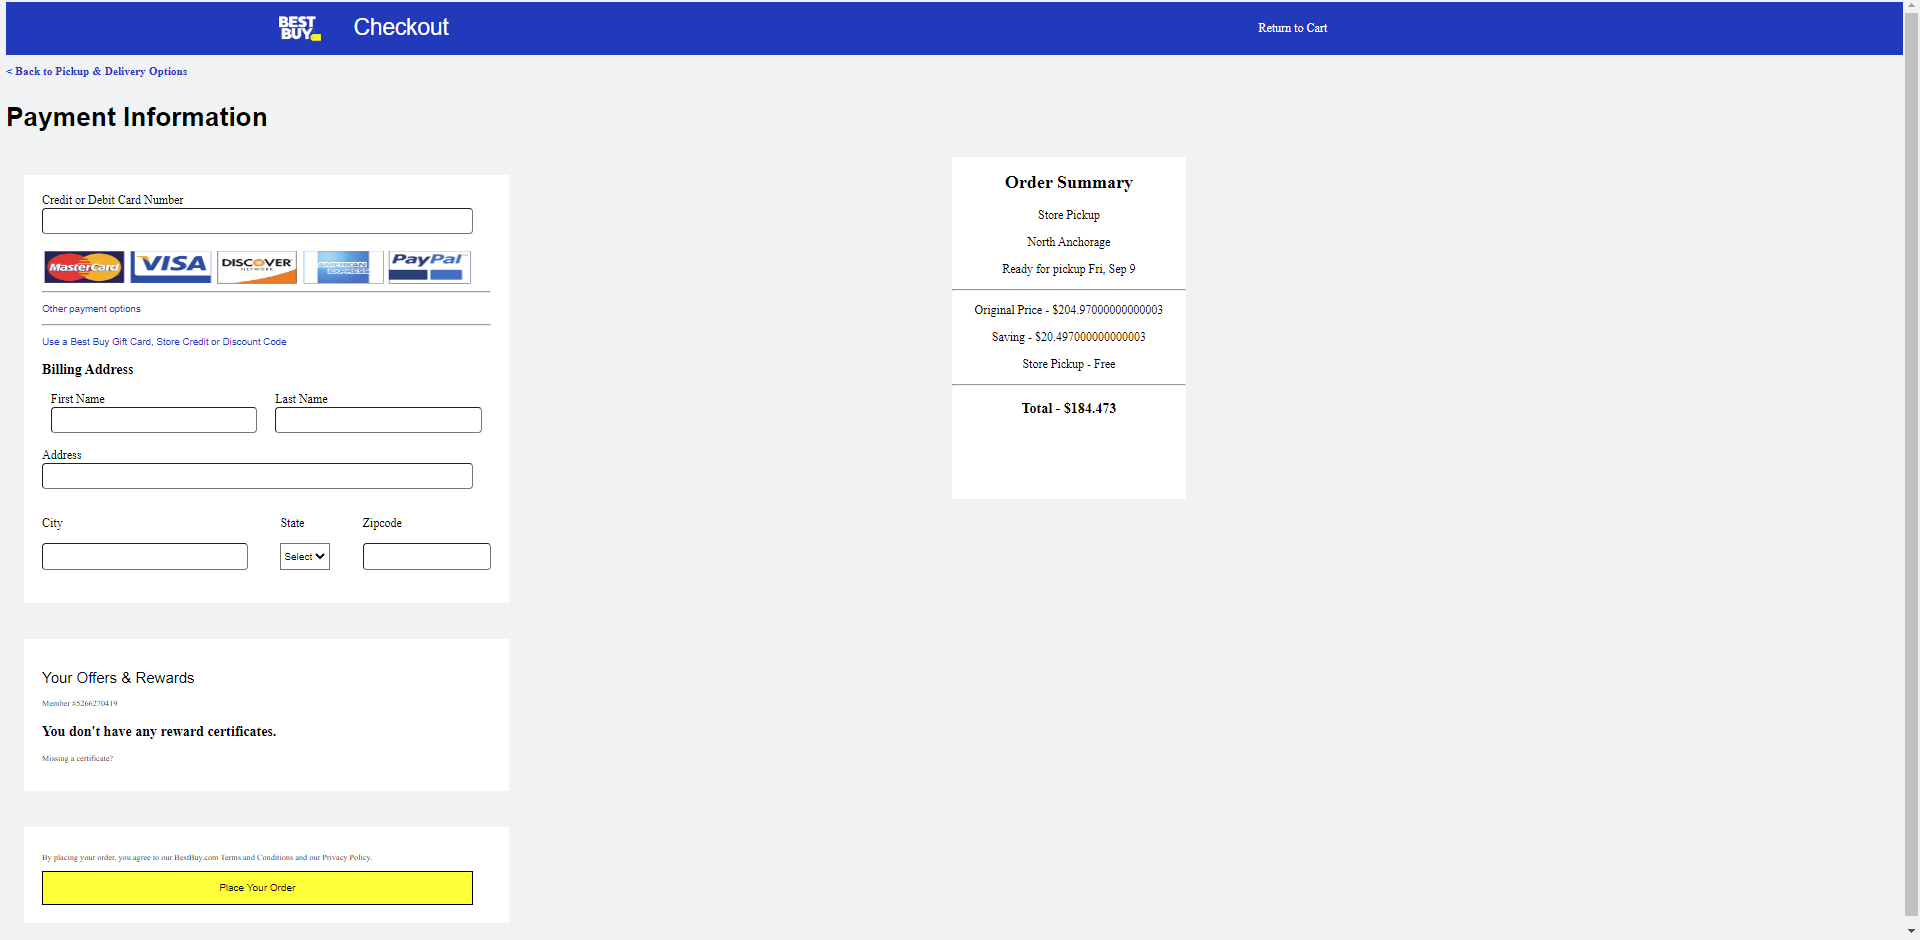 BEST BUY
Checkout
Return to Cart
< Back to Pickup & Delivery Options
Payment Information
Credit or Debit Card Number
MasterCard VISA DISCOVER NETWORK AMERICAN EXPRESS PayPal
Other payment options
Use a Best Buy Gift Card, Store Credit or Discount Code
Billing Address
First Name Last Name
Address
City State Zipcode
Select
Your Offers & Rewards
Member #5266270419
You don't have any reward certificates.
Missing a certificate?
By placing your order, you agree to our BestBuy.com Terms and Conditions and our Privacy Policy.
Place Your Order
Order Summary
Store Pickup
North Anchorage
Ready for pickup Fri, Sep 9
Original Price - $204.97000000000003
Saving - $20.497000000000003
Store Pickup - Free
Total - $184.473